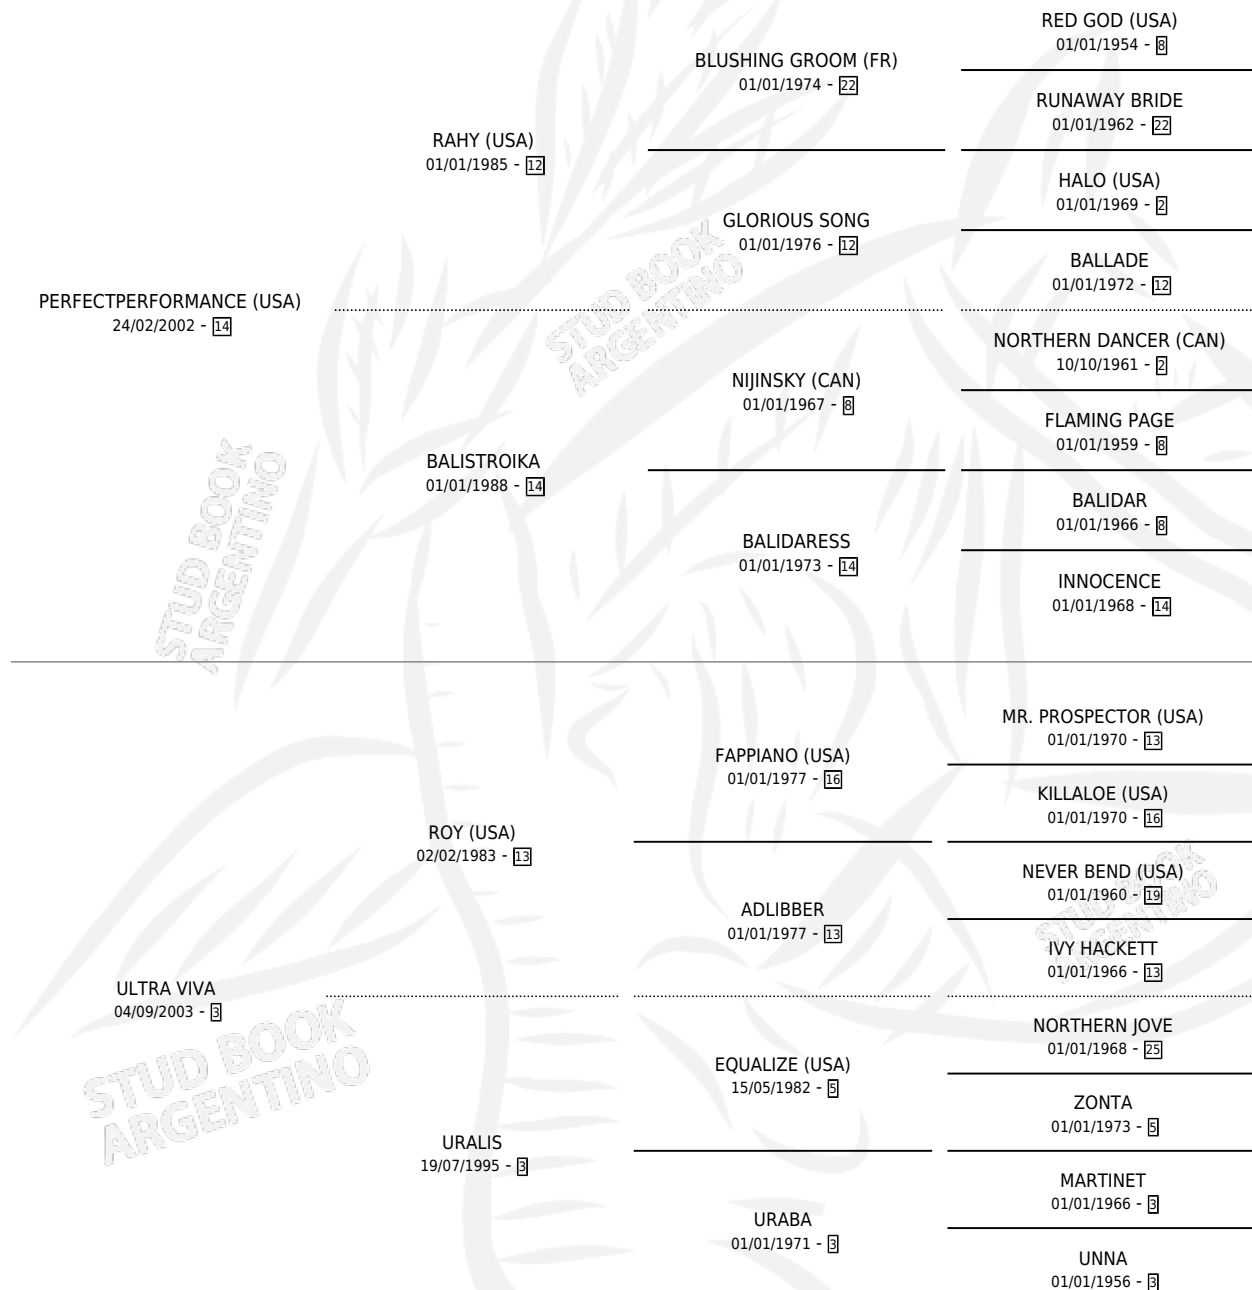 RED GOD (USA)
01/01/1954 - 8
BLUSHING GROOM (FR)
01/01/1974 - 22
RUNAWAY BRIDE
01/01/1962 - 22
RAHY (USA)
01/01/1985 - 12
HALO (USA)
01/01/1969 - 2
GLORIOUS SONG
01/01/1976 - 12
BALLADE
01/01/1972 - 12
PERFECTPERFORMANCE (USA)
24/02/2002 - 14
NORTHERN DANCER (CAN)
10/10/1961 - 2
NIJINSKY (CAN)
01/01/1967 - 8
FLAMING PAGE
01/01/1959 - 8
BALISTROIKA
01/01/1988 - 14
BALIDAR
01/01/1966 - 8
BALIDARESS
01/01/1973 - 14
INNOCENCE
01/01/1968 - 14
MR. PROSPECTOR (USA)
01/01/1970 - 13
FAPPIANO (USA)
01/01/1977 - 16
KILLALOE (USA)
01/01/1970 - 16
ROY (USA)
02/02/1983 - 13
NEVER BEND (USA)
01/01/1960 - 19
ADLIBBER
01/01/1977 - 13
IVY HACKETT
01/01/1966 - 13
ULTRA VIVA
04/09/2003 - 3
NORTHERN JOVE
01/01/1968 - 25
EQUALIZE (USA)
15/05/1982 - 5
ZONTA
01/01/1973 - 5
URALIS
19/07/1995 - 3
MARTINET
01/01/1966 - 3
URABA
01/01/1971 - 3
UNNA
01/01/1956 - 3
STUD BOOK
ARGENTINO
STUD BOOK
ARGENTINO
STUD BOOK
ARGENTINO
STUD BOOK
ARGENTINO